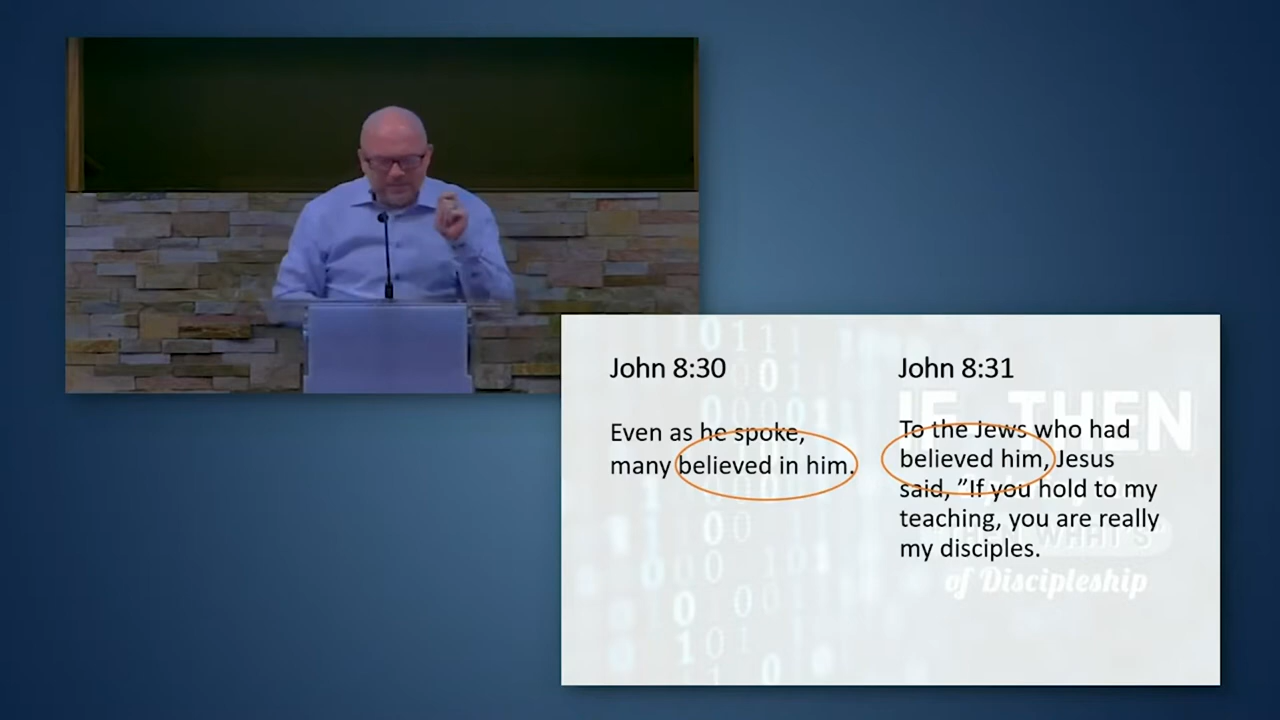 John 8:30
Even as he spoke,
many believed in him.
John 8:31
To the Jews who had
believed him, Jesus
said, ”If you hold to my
teaching, you are really
my disciples.
IF THEN
WHAT'S
of Discipleship